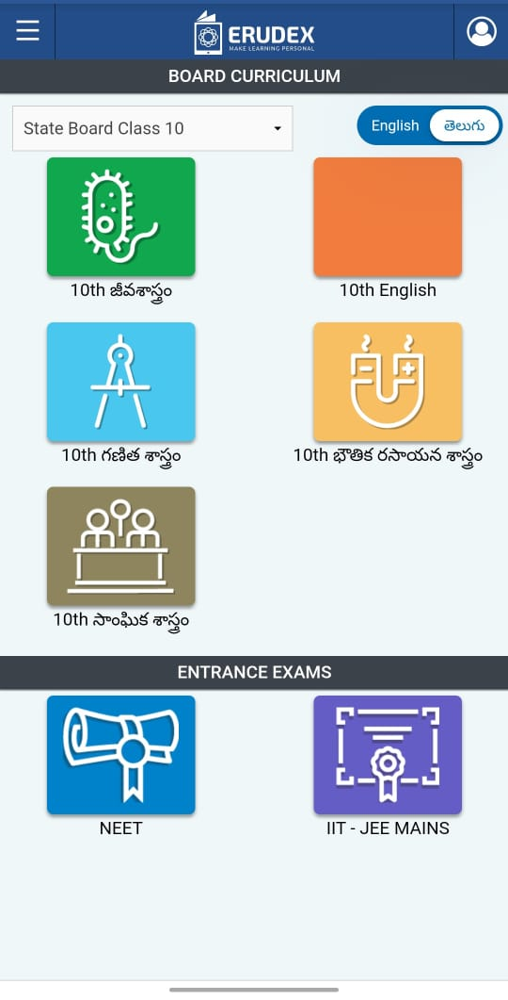 ERUDEX
MAKE LEARNING PERSONAL
BOARD CURRICULUM
State Board Class 10
English తెలుగు
10th జీవశాస్త్రం
10th English
10th గణిత శాస్త్రం
10th భౌతిక రసాయన శాస్త్రం
10th సాంఘిక శాస్త్రం
ENTRANCE EXAMS
NEET
IIT - JEE MAINS